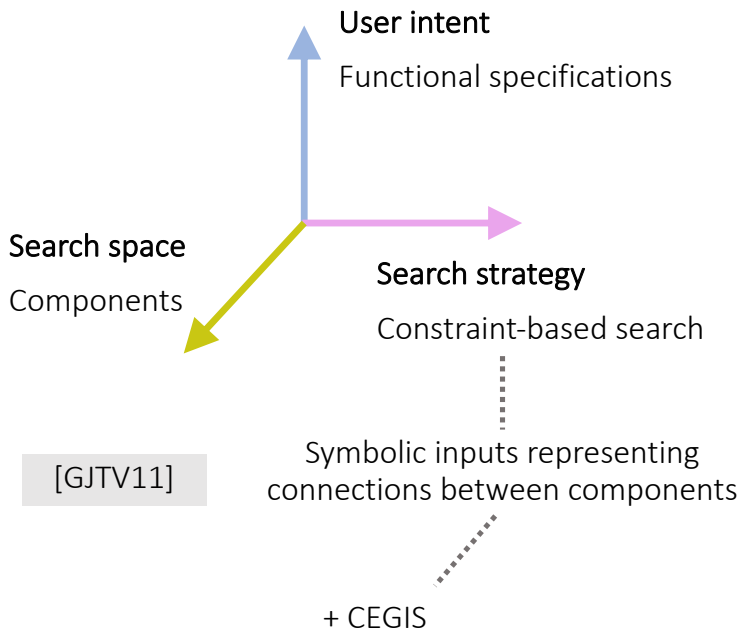 User intent
Functional specifications
Search space
Components
Search strategy
Constraint-based search
[GJTV11]
Symbolic inputs representing
connections between components
+ CEGIS